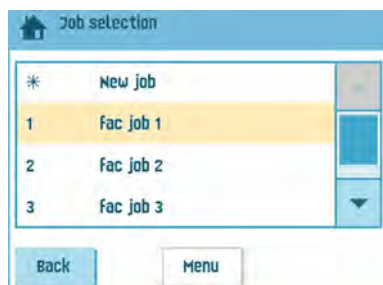 Job selection
* New job
1 Fac job 1
2 Fac job 2
3 Fac job 3
Back Menu